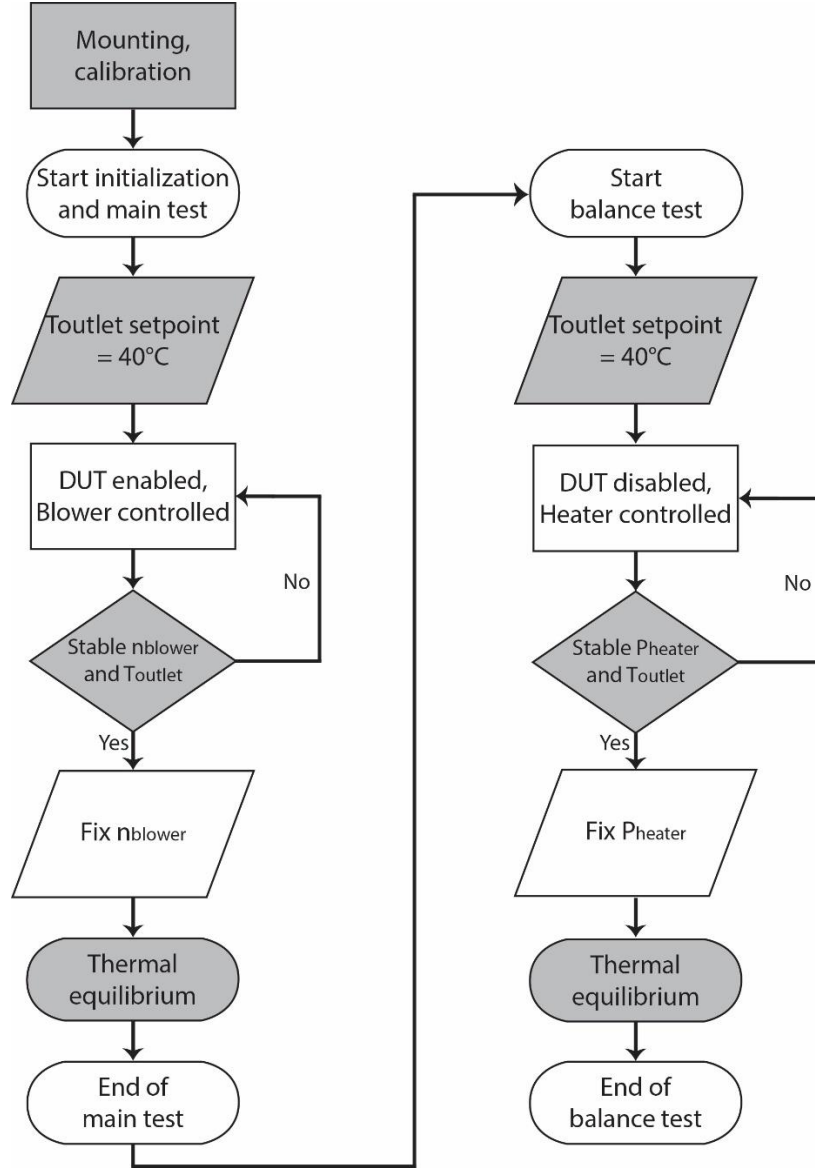 Mounting,
calibration
Start initialization
and main test
Toutlet setpoint
= 40°C
DUT enabled,
Blower controlled
No
Stable nblower
and Toutlet
Yes
Fix nblower
Thermal
equilibrium
End of
main test
Start
balance test
Toutlet setpoint
= 40°C
DUT disabled,
Heater controlled
No
Stable Pheater
and Toutlet
Yes
Fix Pheater
Thermal
equilibrium
End of
balance test